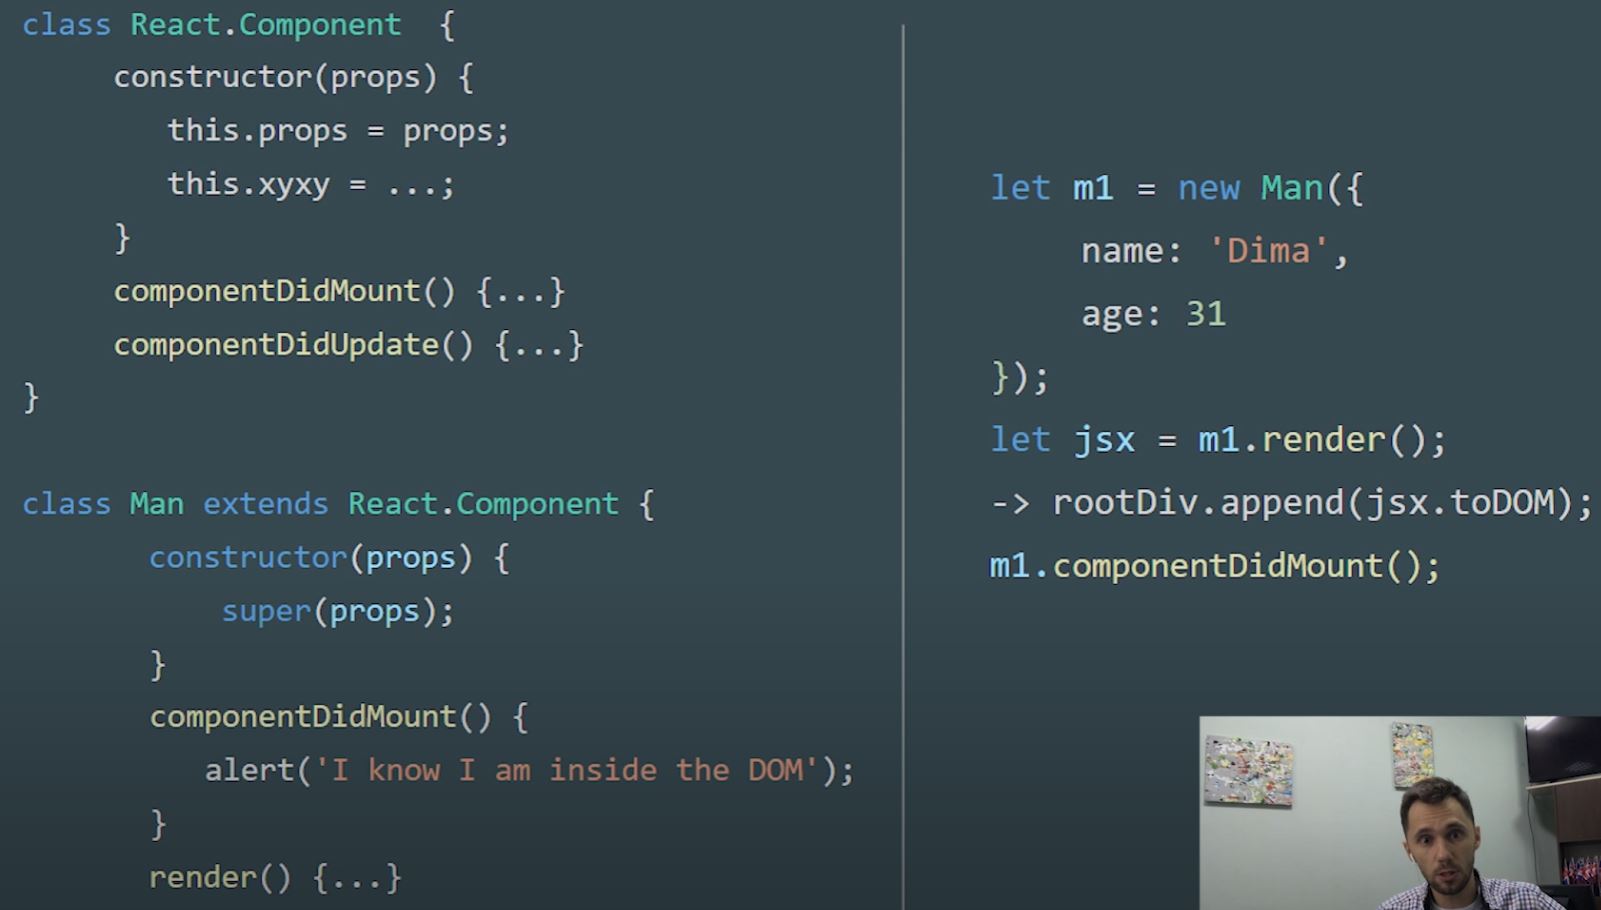 class React.Component {
constructor(props) {
this.props = props;
this.xyxy = ...;
}
componentDidMount() {...}
componentDidUpdate() {...}
}
class Man extends React.Component {
constructor(props) {
super(props);
}
componentDidMount() {
alert('I know I am inside the DOM');
}
render() {...}
let m1 = new Man({
name: 'Dima',
age: 31
});
let jsx = m1.render();
-> rootDiv.append(jsx.toDOM);
m1.componentDidMount();